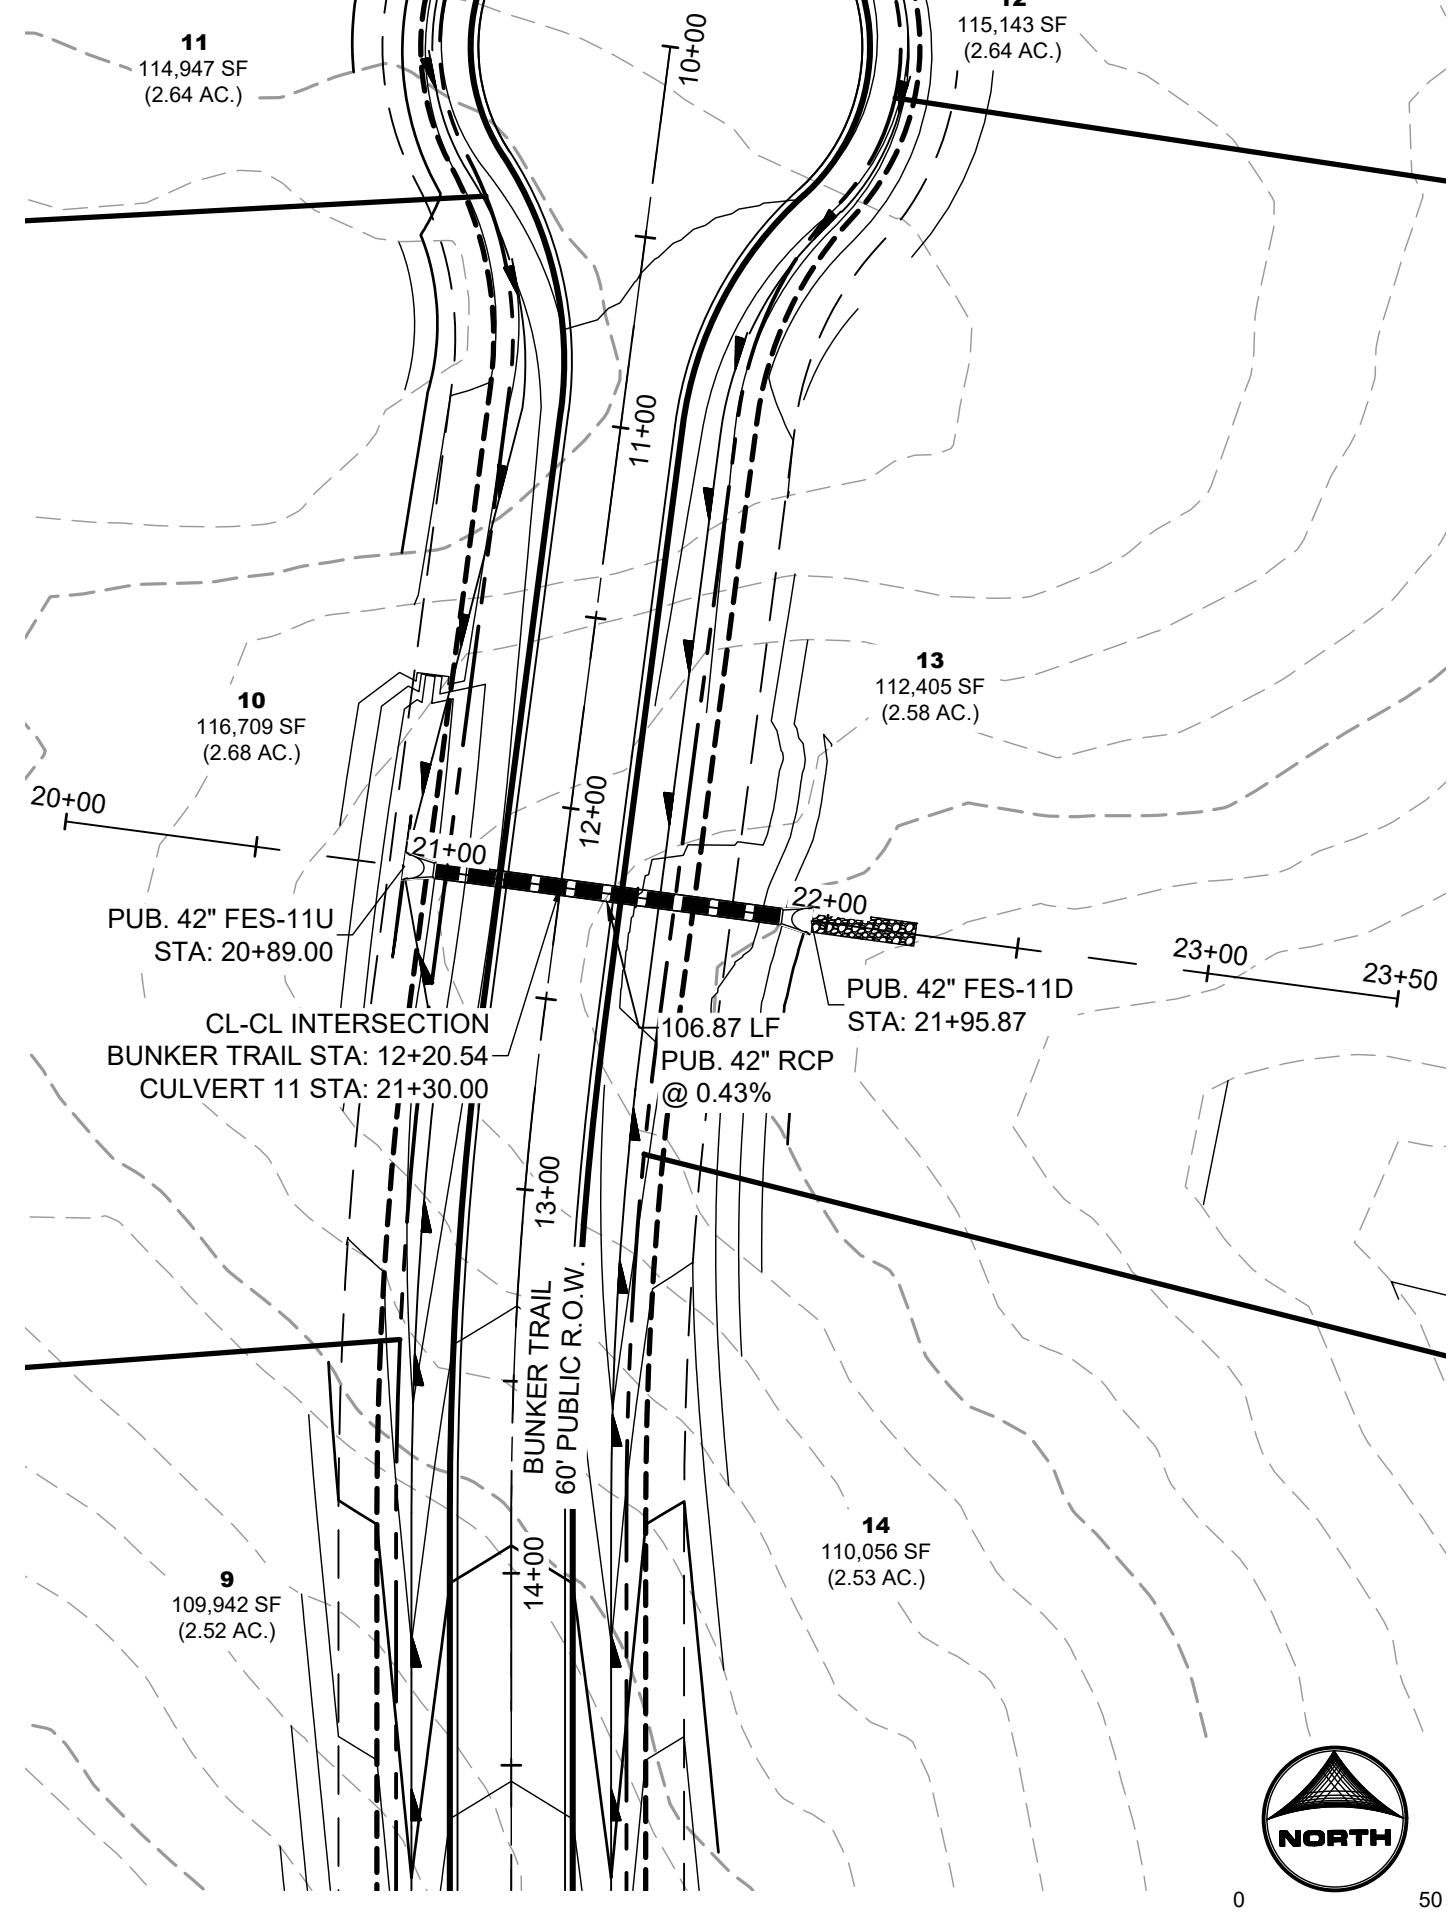 12
115,143 SF
(2.64 AC.)
11
114,947 SF
(2.64 AC.)
10+00
11+00
13
112,405 SF
(2.58 AC.)
10
116,709 SF
(2.68 AC.)
20+00
12+00
21+00
22+00
PUB. 42" FES-11U
STA: 20+89.00
23+00
23+50
PUB. 42" FES-11D
STA: 21+95.87
CL-CL INTERSECTION
BUNKER TRAIL STA: 12+20.54
CULVERT 11 STA: 21+30.00
106.87 LF
PUB. 42" RCP
@ 0.43%
13+00
BUNKER TRAIL
60' PUBLIC R.O.W.
14+00
14
110,056 SF
(2.53 AC.)
9
109,942 SF
(2.52 AC.)
NORTH
0 50